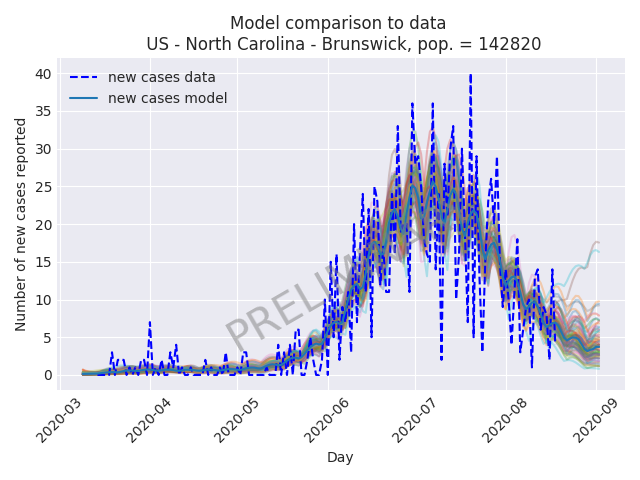 Model comparison to data
US - North Carolina - Brunswick, pop. = 142820
new cases data
new cases model
Number of new cases reported
40
35
30
25
20
15
10
5
0
2020-03
2020-04
2020-05
2020-06
2020-07
2020-08
2020-09
Day